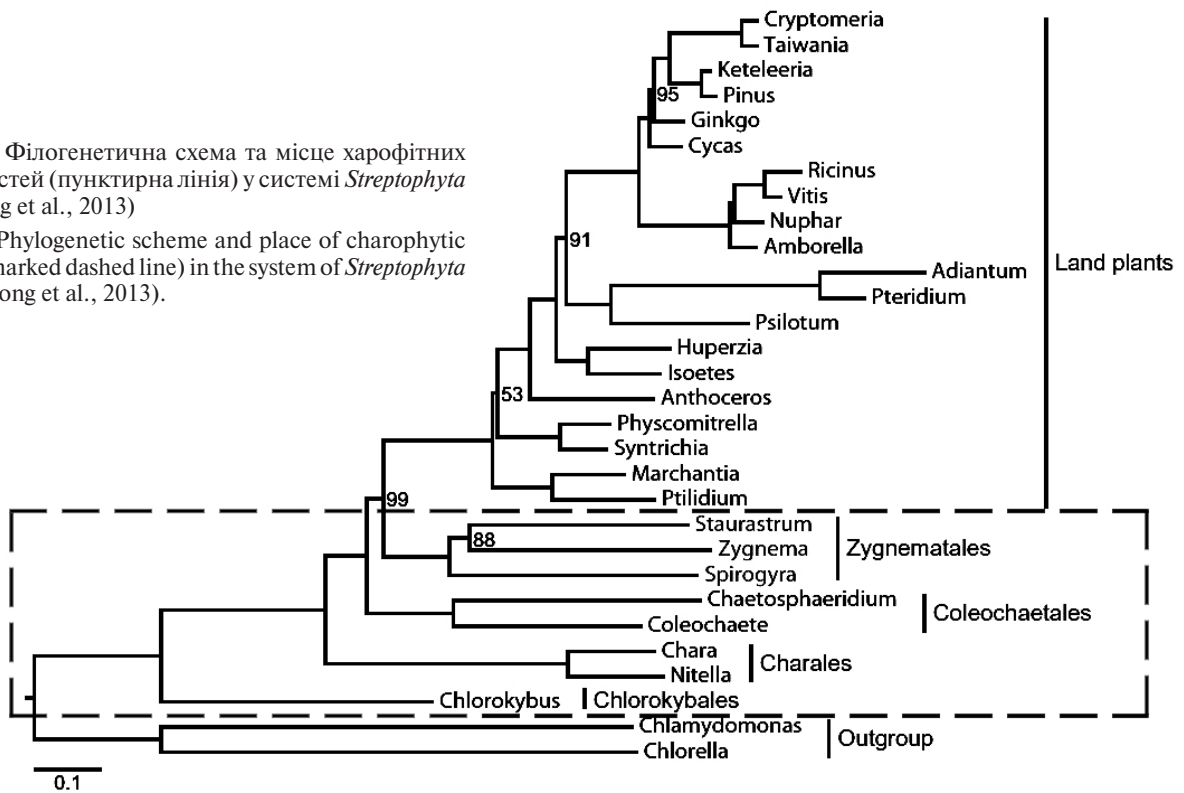 Cryptomeria
Taiwania
Keteleeria
Pinus
95
Ginkgo
Cycas
Філогенетична схема та місце харофітних
стей (пунктирна лінія) у системі Streptophyta
g et al., 2013)
Phylogenetic scheme and place of charophytic
marked dashed line) in the system of Streptophyta
ong et al., 2013).
Ricinus
Vitis
Nuphar
Amborella
91
Adiantum
Pteridium
Psilotum
Land plants
Huperzia
Isoetes
53
Anthoceros
Physcomitrella
Syntrichia
Marchantia
Ptilidium
99
Staurastrum
88
Zygnema
Zygnematales
Spirogyra
Chaetosphaeridium
Coleochaete
Coleochaetales
Chara
Nitella
Charales
Chlorokybus
Chlorokybales
Chlamydomonas
Chlorella
Outgroup
0.1